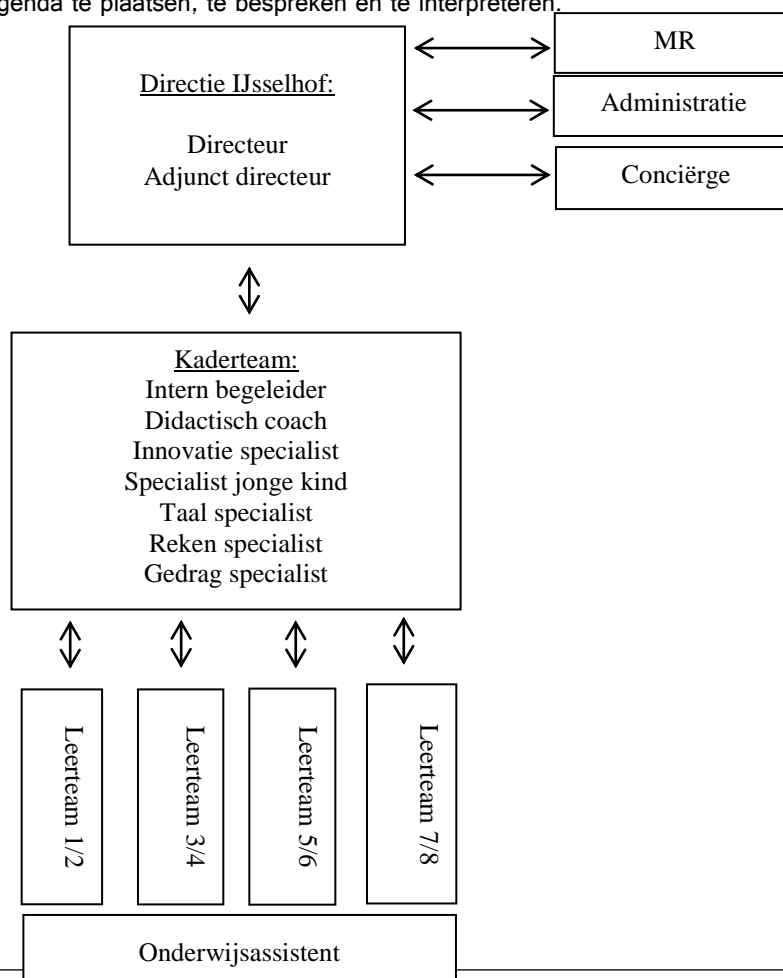 te plaatsen, te bespreken en te interpreteren.
Directie IJsselhof:
Directeur
Adjunct directeur
MR
Administratie
Conciërge
Kaderteam:
Intern begeleider
Didactisch coach
Innovatie specialist
Specialist jonge kind
Taal specialist
Reken specialist
Gedrag specialist
Leerteam 1/2
Leerteam 3/4
Leerteam 5/6
Leerteam 7/8
Onderwijsassistent